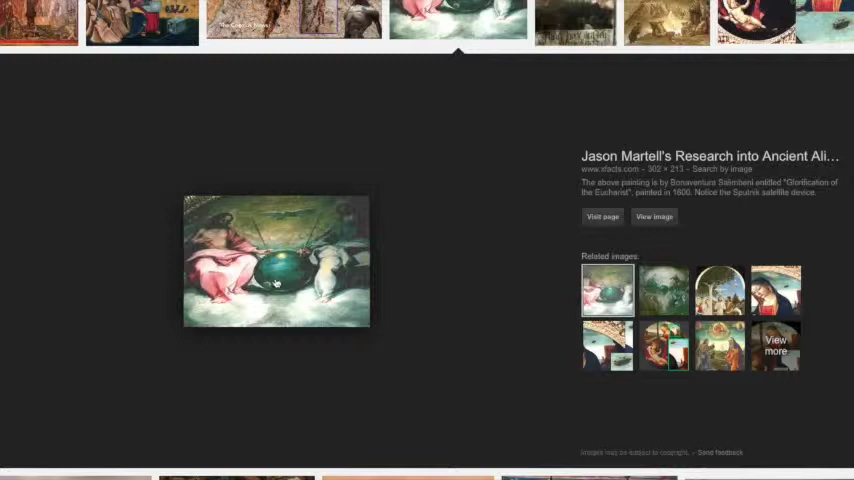 Jason Martell's Research into Ancient Ali...
www.xfacts.com – 302 × 213 – Search by image
The above painting is by Bonaventura Salimbeni entitled "Glorification of
the Eucharist", painted in 1600. Notice the Sputnik satellite device.
Visit page View image
Related images:
View
more
Images may be subject to copyright. – Send feedback